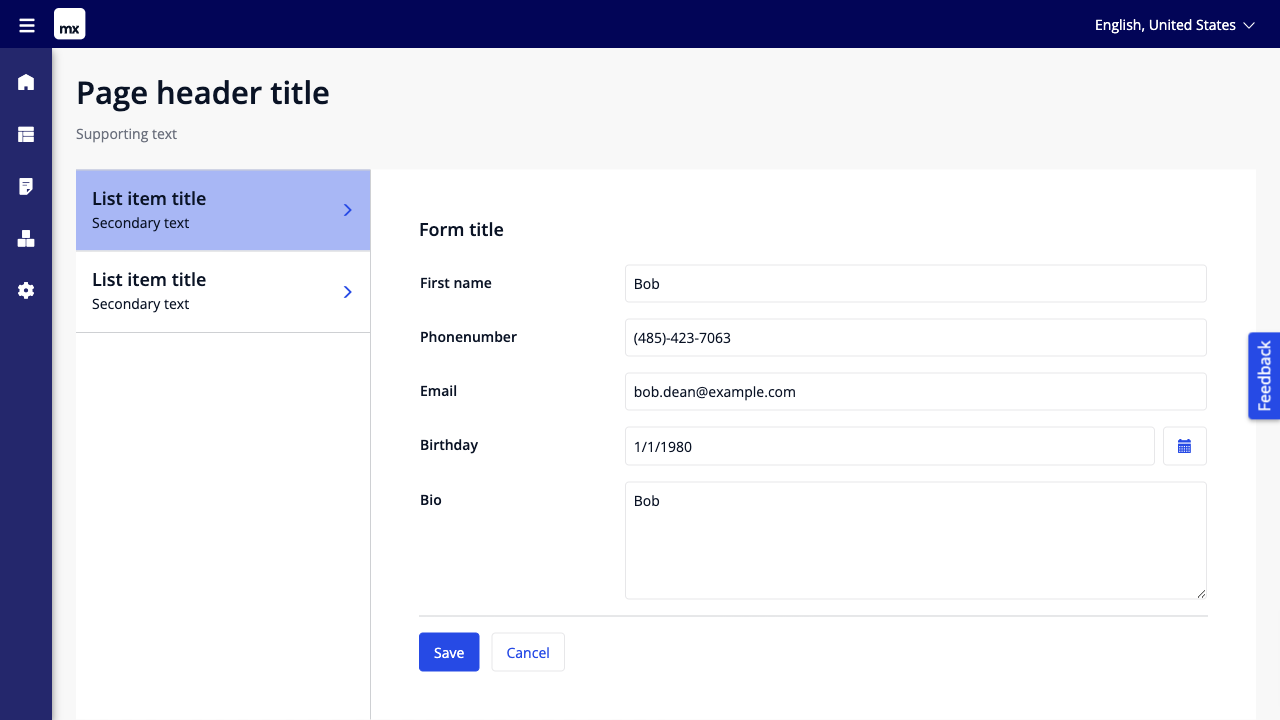 mx
English, United States
Page header title
Supporting text
List item title
Secondary text
List item title
Secondary text
Form title
First name
Bob
Phonenumber
(485)-423-7063
Email
bob.dean@example.com
Birthday
1/1/1980
Bio
Bob
Save
Cancel
Feedback